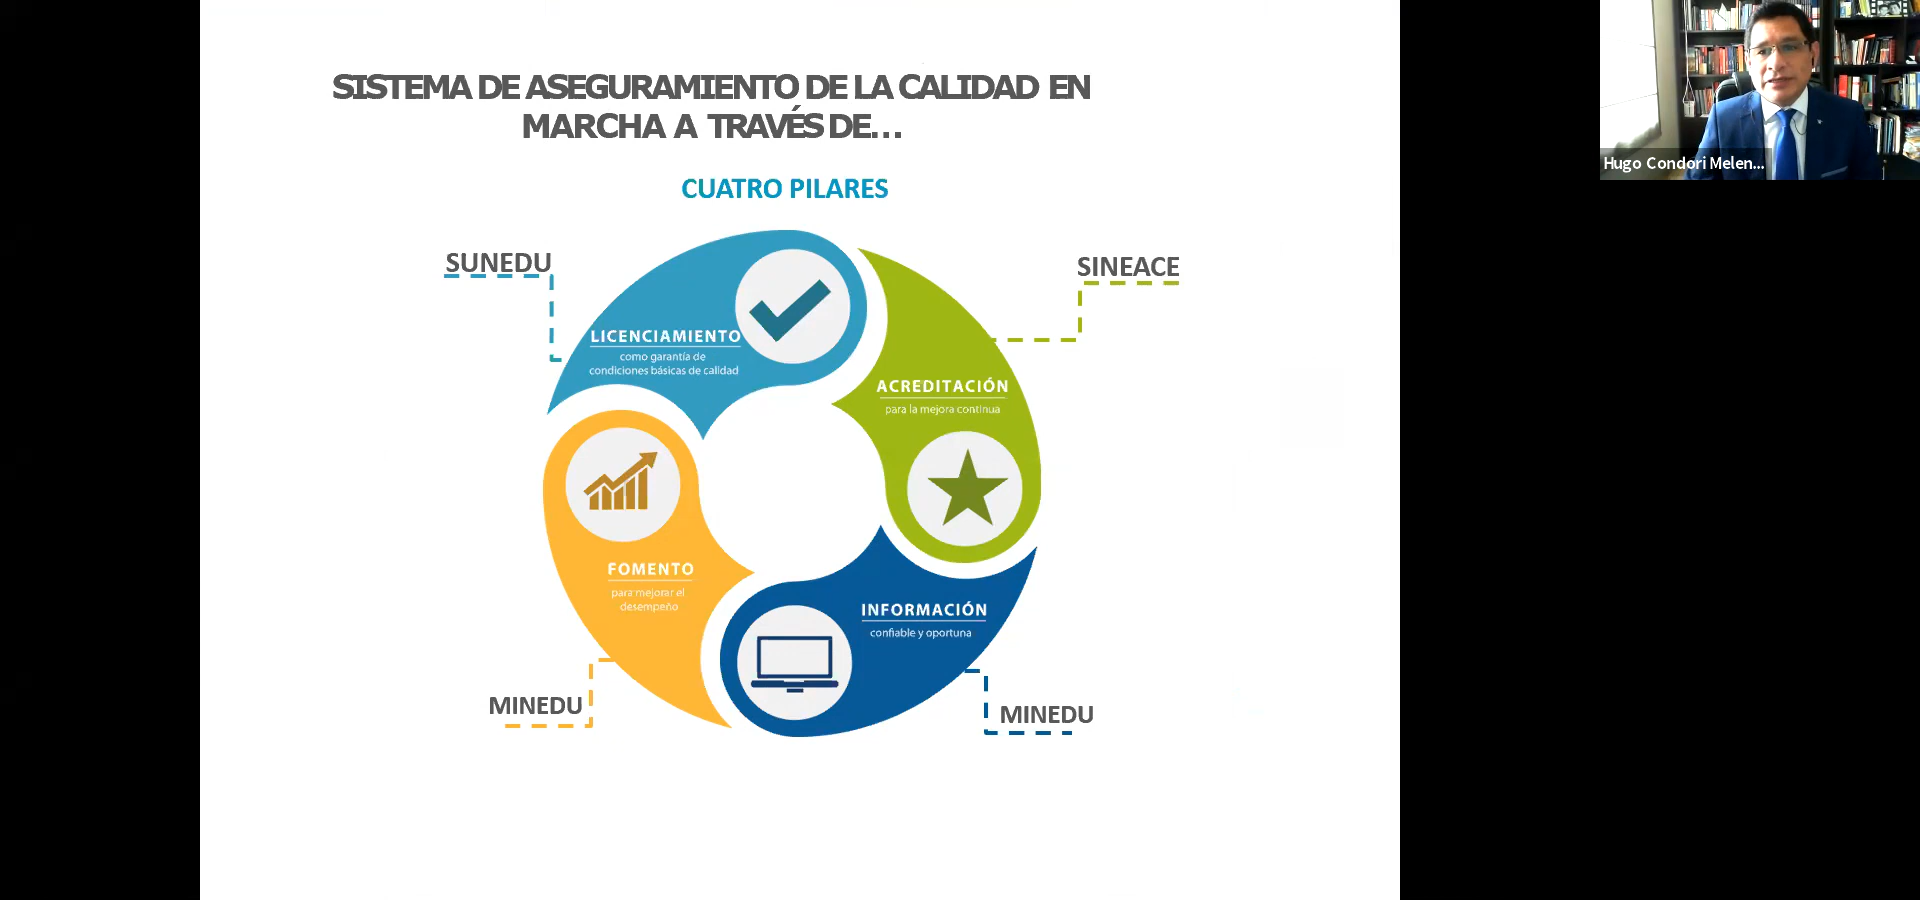 SISTEMA DE ASEGURAMIENTO DE LA CALIDAD EN
MARCHA A TRAVÉS DE...
CUATRO PILARES
SUNEDU
SINEACE
LICENCIAMIENTO
como garantía de
condiciones básicas de calidad
ACREDITACIÓN
para la mejora continua
FOMENTO
para mejorar el
desempeño
INFORMACIÓN
confiable y oportuna
MINEDU
MINEDU
Hugo Condori Melen...